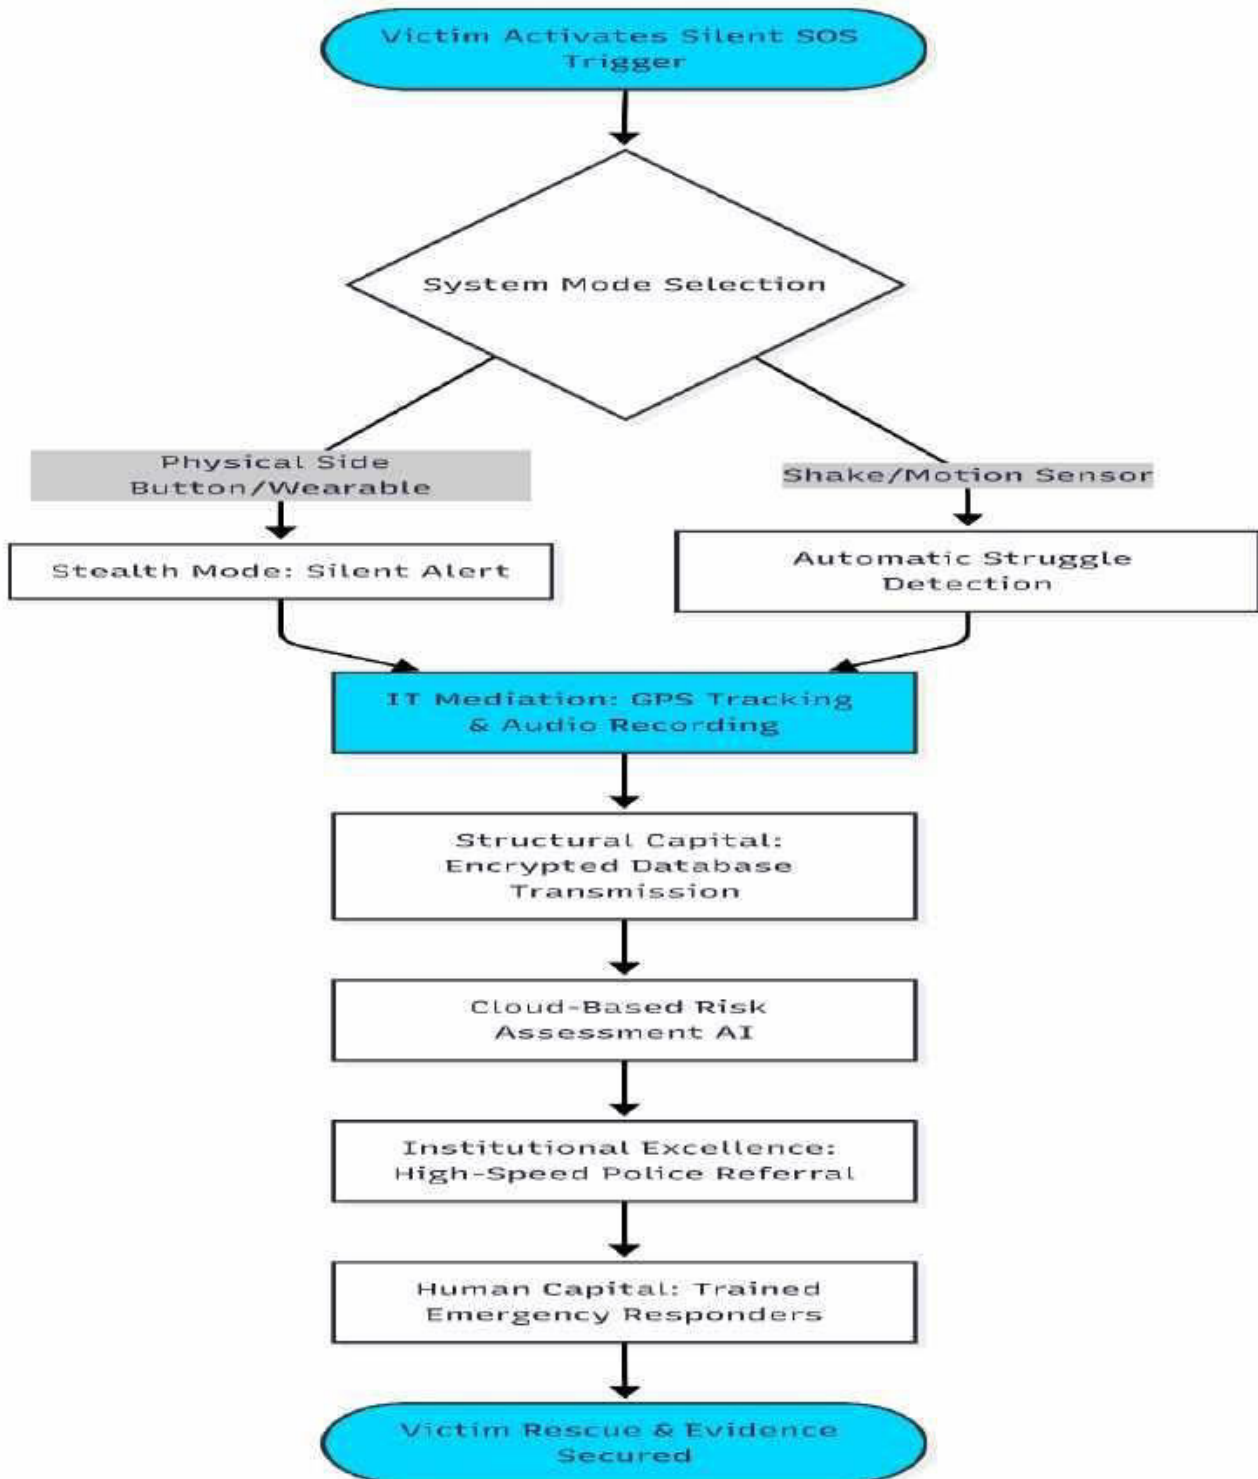 Victim Activates Silent SOS
Trigger
System Mode Selection
Physical Side
Button/Wearable
Shake/Motion Sensor
Stealth Mode: Silent Alert
Automatic Struggle
Detection
IT Mediation: GPS Tracking
& Audio Recording
Structural Capital:
Encrypted Database
Transmission
Cloud-Based Risk
Assessment AI
Institutional Excellence:
High-Speed Police Referral
Human Capital: Trained
Emergency Responders
Victim Rescue & Evidence
Secured